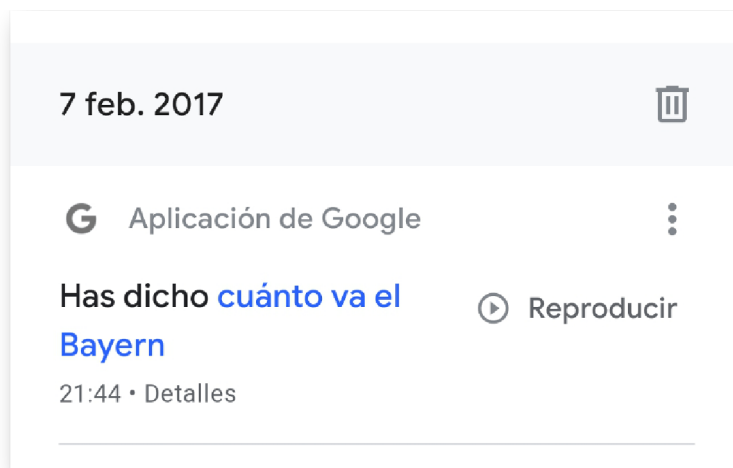 7 feb. 2017
Aplicación de Google
Has dicho cuánto va el
Bayern
Reproducir
21:44 • Detalles